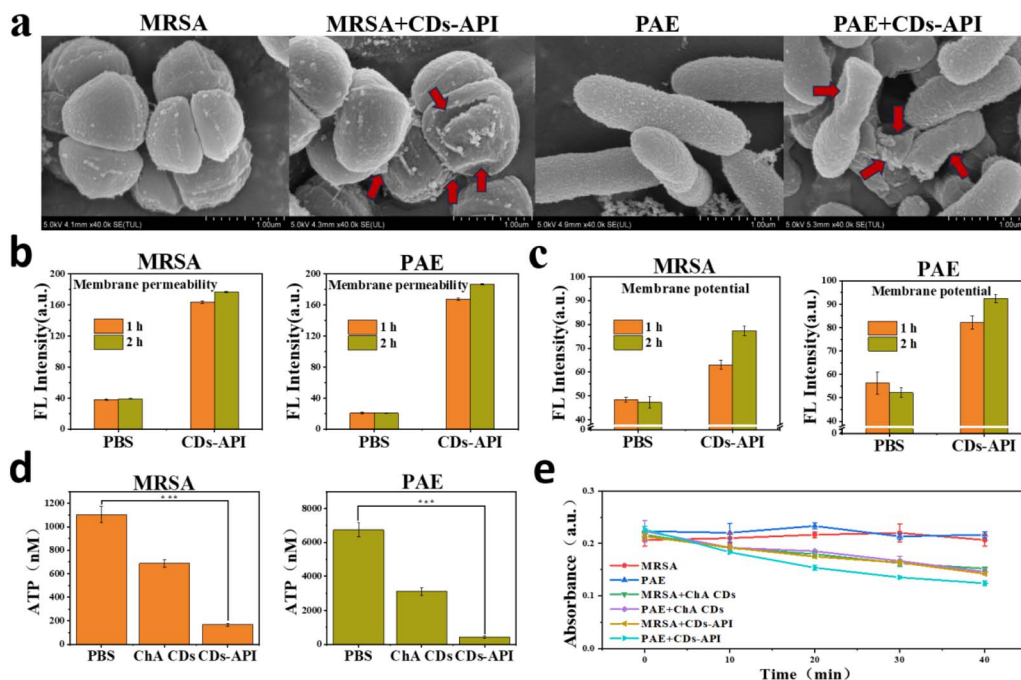 a
MRSA
MRSA+CDs-API
PAE
PAE+CDs-API
5.0kV 4.1mm x40.0k SE(TUL)
1.00um
5.0kV 4.3mm x40.0k SE(TUL)
1.00um
5.0kV 4.9mm x40.0k SE(TUL)
1.00um
5.0kV 5.3mm x40.0k SE(TUL)
1.00um
b
MRSA
Membrane permeability
FL Intensity(a.u.)
200
160
120
80
40
0
1 h
2 h
PBS
CDs-API
PAE
Membrane permeability
FL Intensity(a.u.)
200
160
120
80
40
0
1 h
2 h
PBS
CDs-API
c
MRSA
Membrane potential
FL Intensity(a.u.)
100
90
80
70
60
50
40
0
1 h
2 h
PBS
CDs-API
PAE
Membrane potential
FL Intensity(a.u.)
100
90
80
70
60
50
40
0
1 h
2 h
PBS
CDs-API
d
MRSA
***
ATP（nM）
1200
1000
800
600
400
200
0
PBS
ChA CDs
CDs-API
PAE
***
ATP（nM）
8000
6000
4000
2000
0
PBS
ChA CDs
CDs-API
e
Absorbance（a.u.）
0.3
0.2
0.1
0.0
MRSA
PAE
MRSA+ChA CDs
PAE+ChA CDs
MRSA+CDs-API
PAE+CDs-API
0
10
20
30
40
Time（min）